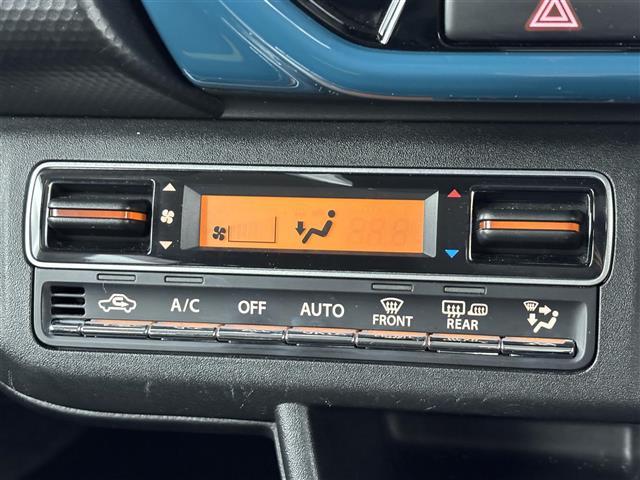 A/C OFF AUTO FRONT REAR